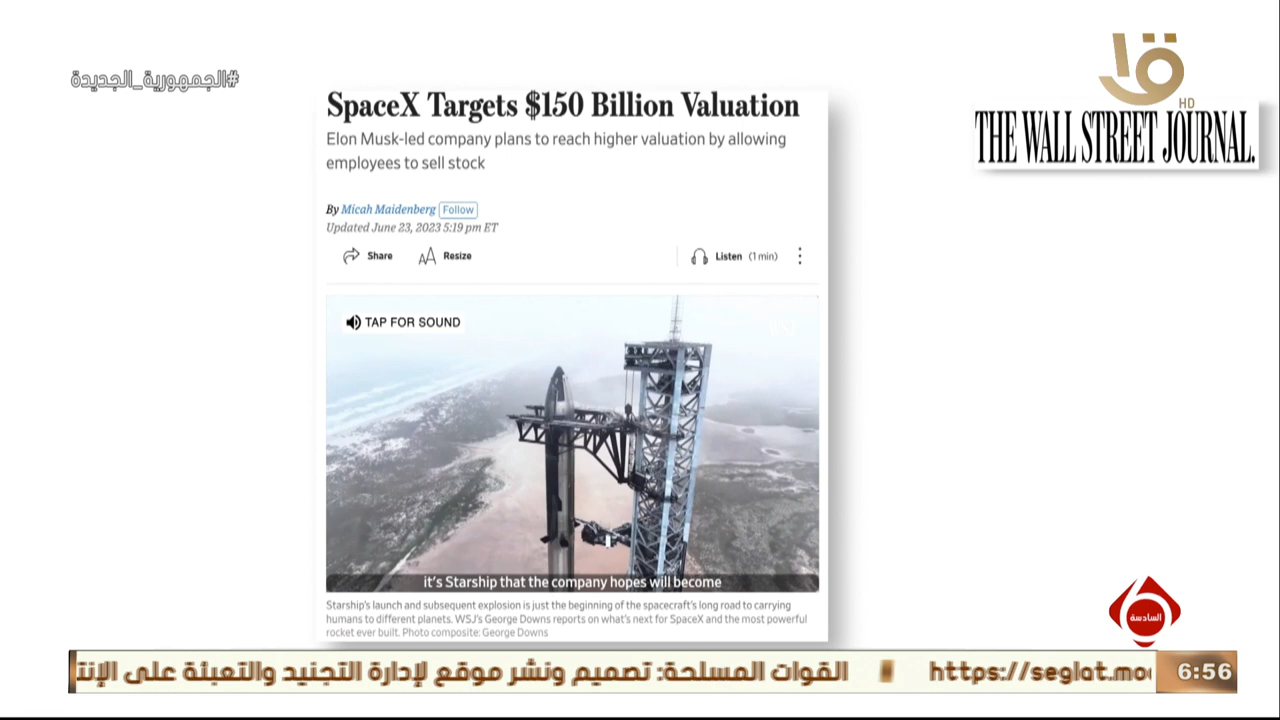 #الجمهورية_الجديدة
HD
THE WALL STREET JOURNAL.
SpaceX Targets $150 Billion Valuation
Elon Musk-led company plans to reach higher valuation by allowing
employees to sell stock
By Micah Maidenberg Follow
Updated June 23, 2023 5:19 pm ET
Share Resize Listen (1 min)
TAP FOR SOUND
it's Starship that the company hopes will become
Starship's launch and subsequent explosion is just the beginning of the spacecraft's long road to carrying
humans to different planets. WSJ's George Downs reports on what's next for SpaceX and the most powerful
rocket ever built. Photo composite: George Downs
السادسة
القوات المسلحة: تصميم ونشر موقع لإدارة التجنيد والتعبئة على الإنت
https://seglat.mo
6:56